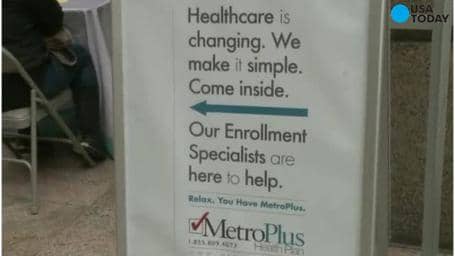 USA
TODAY
Healthcare is
changing. We
make it simple.
Come inside.
Our Enrollment
Specialists are
here to help.
Relax. You Have MetroPlus.
MetroPlus
Health Plan